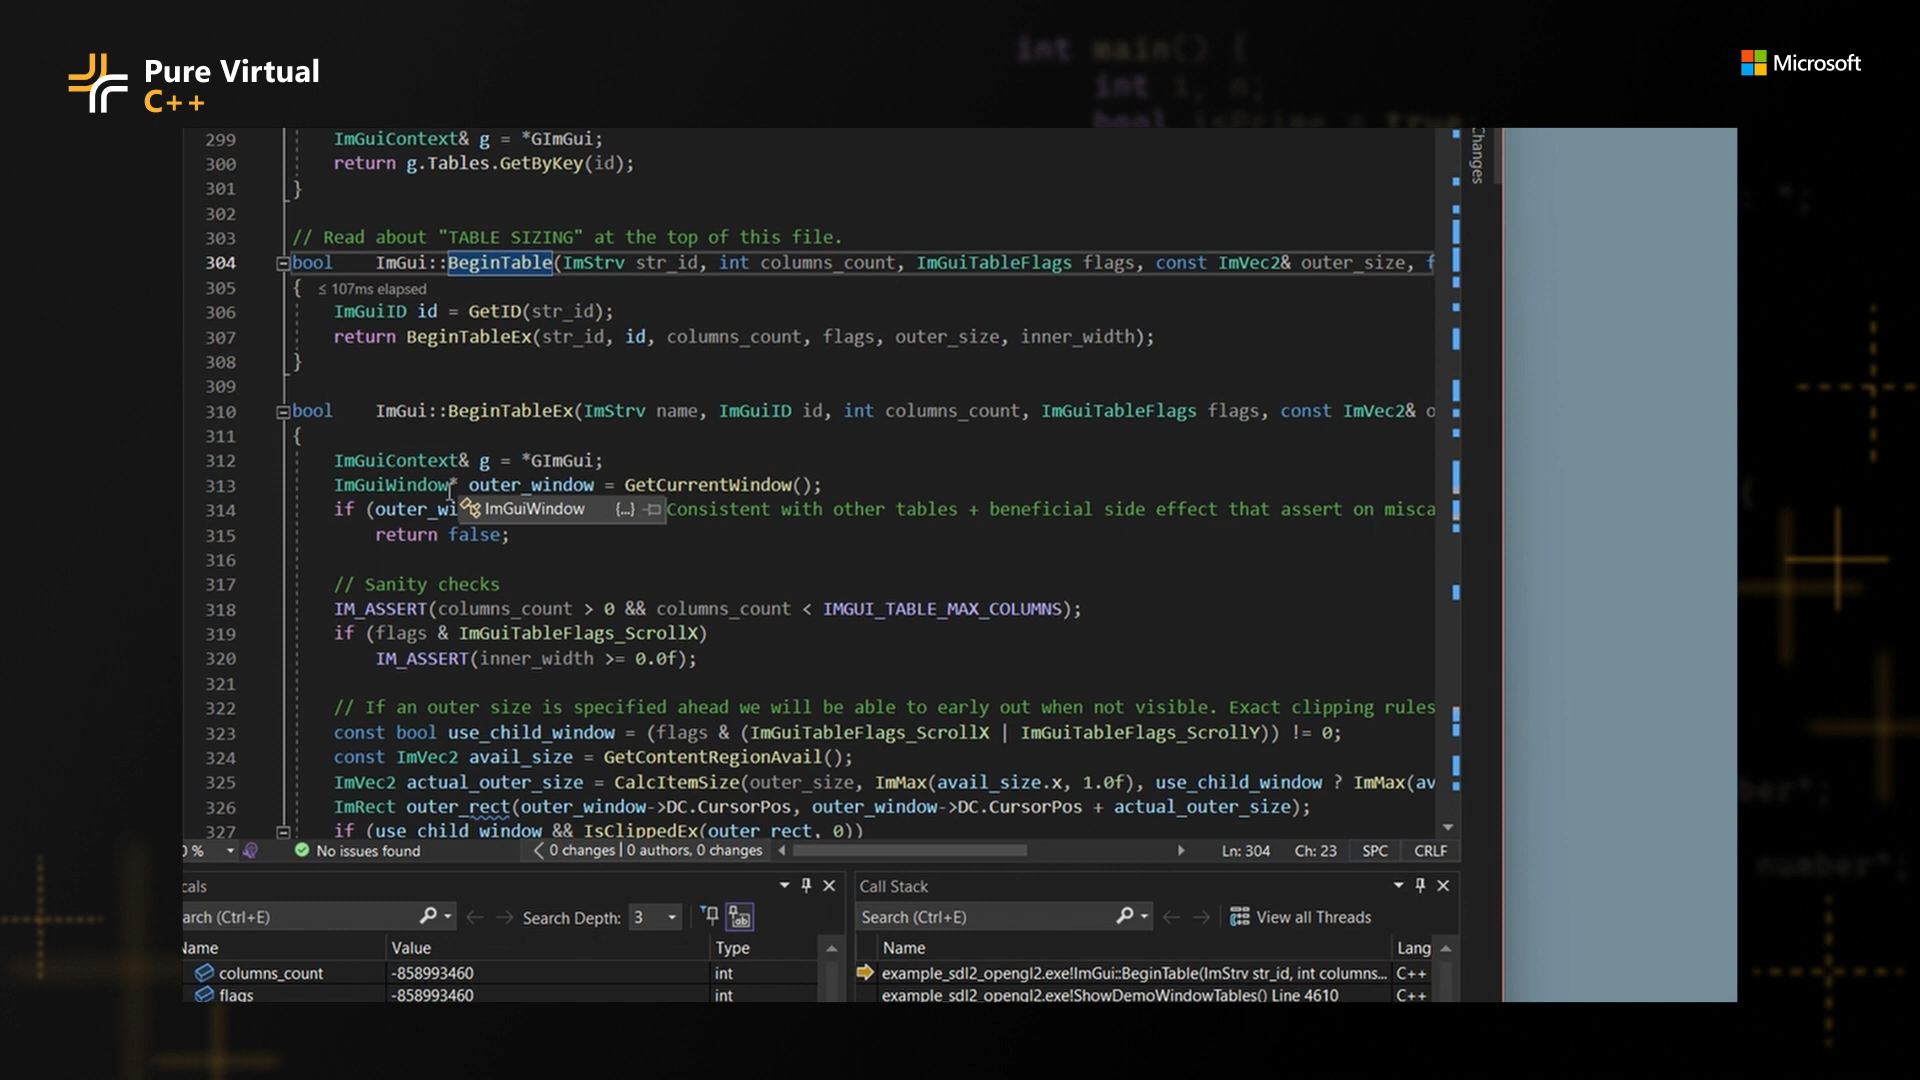 Pure Virtual
C++
Microsoft
int main() {
int i, n;
bool isPrime = true;
Changes
299 ImGuiContext& g = *GImGui;
300 return g.Tables.GetByKey(id);
301 }
302
303 // Read about "TABLE SIZING" at the top of this file.
304 bool ImGui::BeginTable(ImStrv str_id, int columns_count, ImGuiTableFlags flags, const ImVec2& outer_size, f
305 { ≤ 107ms elapsed
306 ImGuiID id = GetID(str_id);
307 return BeginTableEx(str_id, id, columns_count, flags, outer_size, inner_width);
308 }
309
310 bool ImGui::BeginTableEx(ImStrv name, ImGuiID id, int columns_count, ImGuiTableFlags flags, const ImVec2& o
311 {
312 ImGuiContext& g = *GImGui;
313 ImGuiWindow* outer_window = GetCurrentWindow();
314 if (outer_wi ImGuiWindow {...} Consistent with other tables + beneficial side effect that assert on misca
315 return false;
316
317 // Sanity checks
318 IM_ASSERT(columns_count > 0 && columns_count < IMGUI_TABLE_MAX_COLUMNS);
319 if (flags & ImGuiTableFlags_ScrollX)
320 IM_ASSERT(inner_width >= 0.0f);
321
322 // If an outer size is specified ahead we will be able to early out when not visible. Exact clipping rules
323 const bool use_child_window = (flags & (ImGuiTableFlags_ScrollX | ImGuiTableFlags_ScrollY)) != 0;
324 const ImVec2 avail_size = GetContentRegionAvail();
325 ImVec2 actual_outer_size = CalcItemSize(outer_size, ImMax(avail_size.x, 1.0f), use_child_window ? ImMax(av
326 ImRect outer_rect(outer_window->DC.CursorPos, outer_window->DC.CursorPos + actual_outer_size);
327 if (use_child_window && IsClippedEx(outer_rect, 0))
0 % No issues found 0 changes | 0 authors, 0 changes Ln: 304 Ch: 23 SPC CRLF
cals Call Stack
arch (Ctrl+E) Search Depth: 3 Search (Ctrl+E) View all Threads
Name Value Type Name Lang
columns_count -858993460 int example_sdl2_opengl2.exe!ImGui::BeginTable(ImStrv str_id, int columns... C++
flags -858993460 int example_sdl2_opengl2.exe!ShowDemoWindowTables() Line 4610 C++